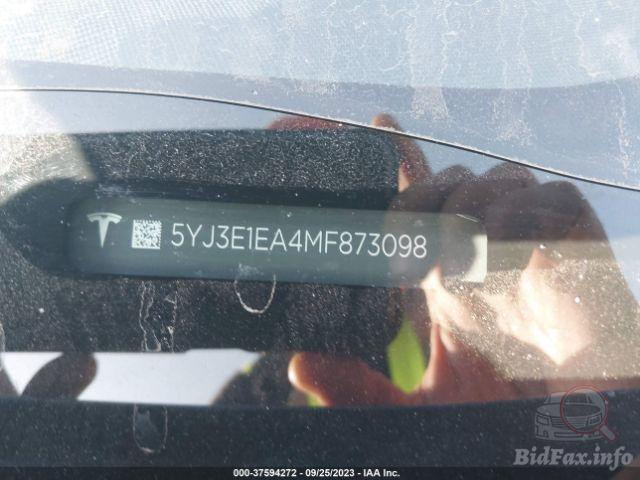 5YJ3E1EA4MF873098
BidFax.info
000-37594272 - 09/25/2023 - IAA Inc.